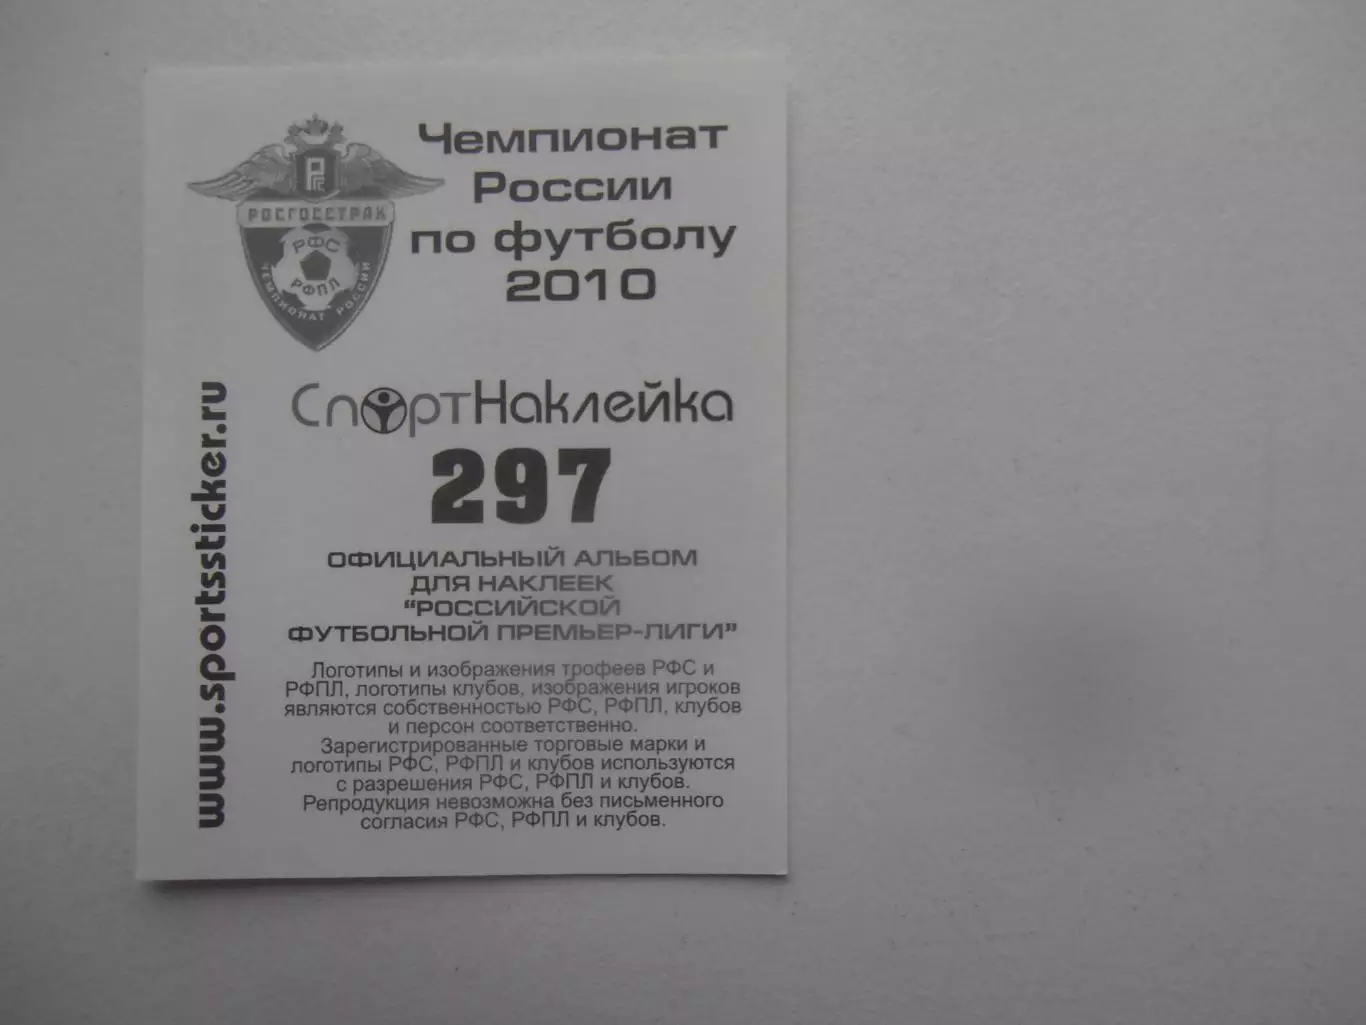 Чемпионат
России
по футболу
2010
РГС
РОСГОССТРАХ
РФС
РФПЛ
ЧЕМПИОНАТ РОССИИ
www.sportssticker.ru
СпортНаклейка
297
ОФИЦИАЛЬНЫЙ АЛЬБОМ
ДЛЯ НАКЛЕЕК
“РОССИЙСКОЙ
ФУТБОЛЬНОЙ ПРЕМЬЕР-ЛИГИ”
Логотипы и изображения трофеев РФС и
РФПЛ, логотипы клубов, изображения игроков
являются собственностью РФС, РФПЛ, клубов
и персон соответственно.
Зарегистрированные торговые марки и
логотипы РФС, РФПЛ и клубов используются
с разрешения РФС, РФПЛ и клубов.
Репродукция невозможна без письменного
согласия РФС, РФПЛ и клубов.